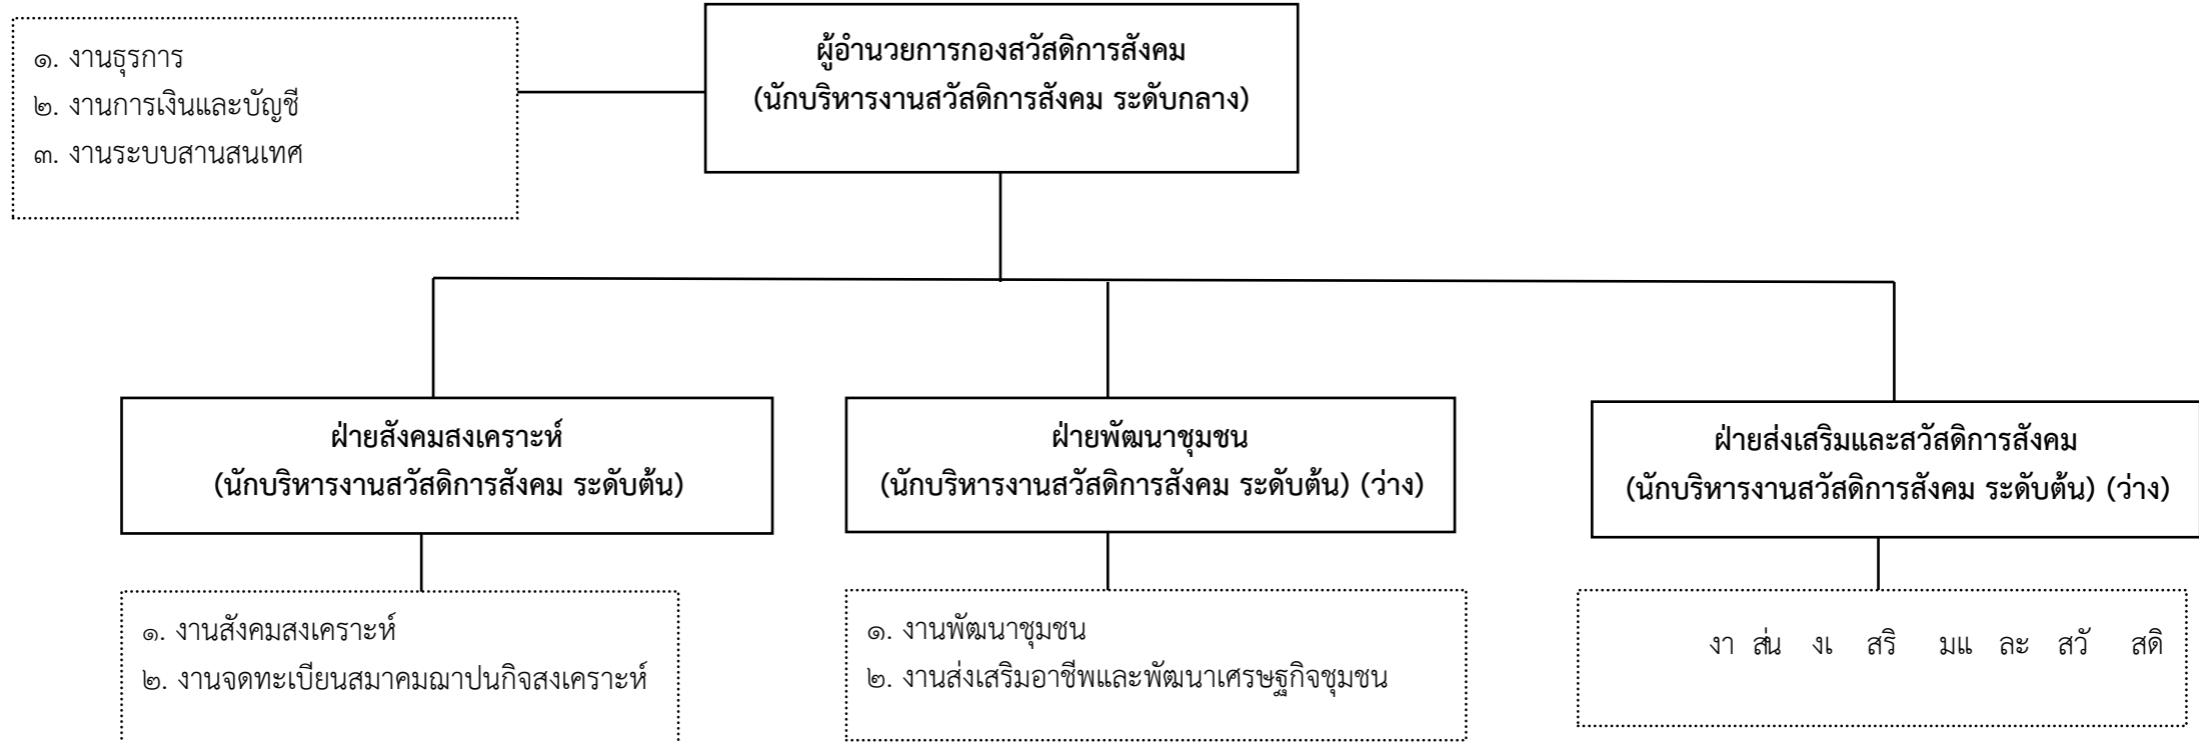 ๑. งานธุรการ
๒. งานการเงินและบัญชี
๓. งานระบบสานสนเทศ
ผู้อำนวยการกองสวัสดิการสังคม
(นักบริหารงานสวัสดิการสังคม ระดับกลาง)
ฝ่ายสังคมสงเคราะห์
(นักบริหารงานสวัสดิการสังคม ระดับต้น)
ฝ่ายพัฒนาชุมชน
(นักบริหารงานสวัสดิการสังคม ระดับต้น) (ว่าง)
ฝ่ายส่งเสริมและสวัสดิการสังคม
(นักบริหารงานสวัสดิการสังคม ระดับต้น) (ว่าง)
๑. งานสังคมสงเคราะห์
๒. งานจดทะเบียนสมาคมฌาปนกิจสงเคราะห์
๑. งานพัฒนาชุมชน
๒. งานส่งเสริมอาชีพและพัฒนาเศรษฐกิจชุมชน
งา ส่น งเ สริ มแ ละ สวั สดิ